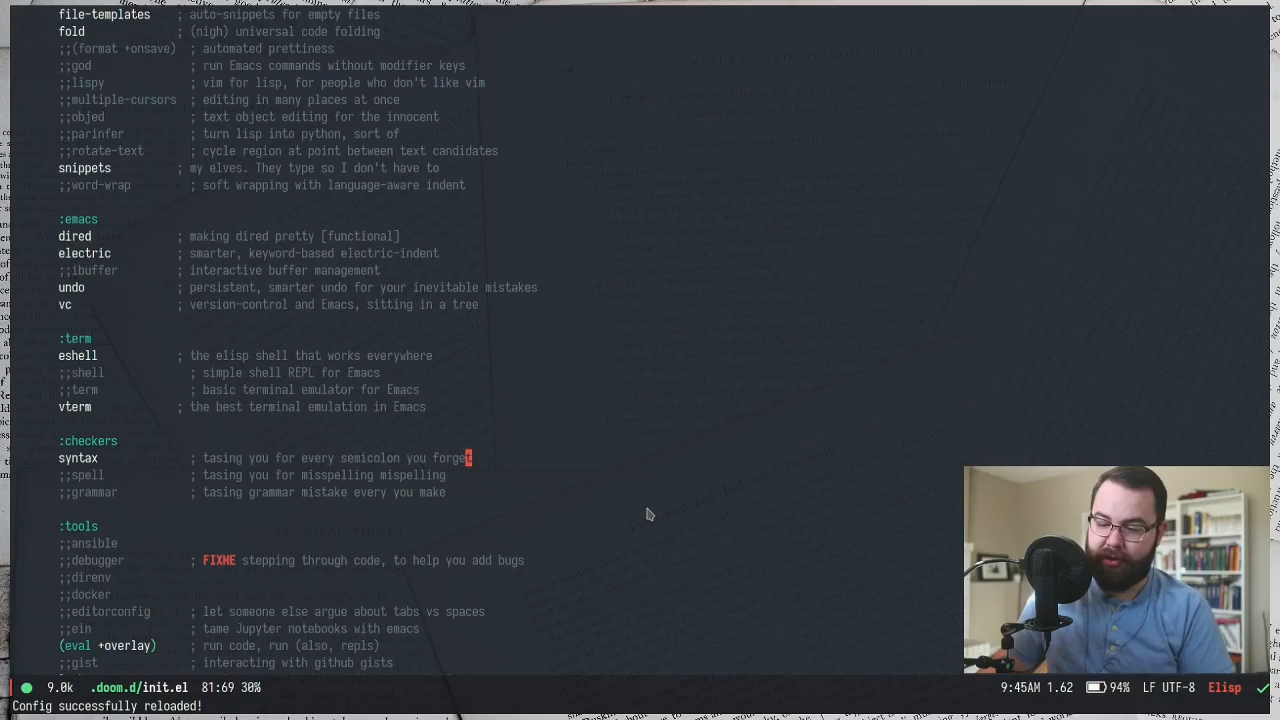 file-templates ; auto-snippets for empty files
fold ; (nigh) universal code folding
;;(format +onsave) ; automated prettiness
;;god ; run Emacs commands without modifier keys
;;lispy ; vim for lisp, for people who don't like vim
;;multiple-cursors ; editing in many places at once
;;objed ; text object editing for the innocent
;;parinfer ; turn lisp into python, sort of
;;rotate-text ; cycle region at point between text candidates
snippets ; my elves. They type so I don't have to
;;word-wrap ; soft wrapping with language-aware indent
:emacs
dired ; making dired pretty [functional]
electric ; smarter, keyword-based electric-indent
;;ibuffer ; interactive buffer management
undo ; persistent, smarter undo for your inevitable mistakes
vc ; version-control and Emacs, sitting in a tree
:term
eshell ; the elisp shell that works everywhere
;;shell ; simple shell REPL for Emacs
;;term ; basic terminal emulator for Emacs
vterm ; the best terminal emulation in Emacs
:checkers
syntax ; tasing you for every semicolon you forget
;;spell ; tasing you for misspelling mispelling
;;grammar ; tasing grammar mistake every you make
:tools
;;ansible
;;debugger ; FIXME stepping through code, to help you add bugs
;;direnv
;;docker
;;editorconfig ; let someone else argue about tabs vs spaces
;;ein ; tame Jupyter notebooks with emacs
(eval +overlay) ; run code, run (also, repls)
;;gist ; interacting with github gists
9.0k .doom.d/init.el 81:69 30% 9:45AM 1.62 94% LF UTF-8 Elisp
Config successfully reloaded!